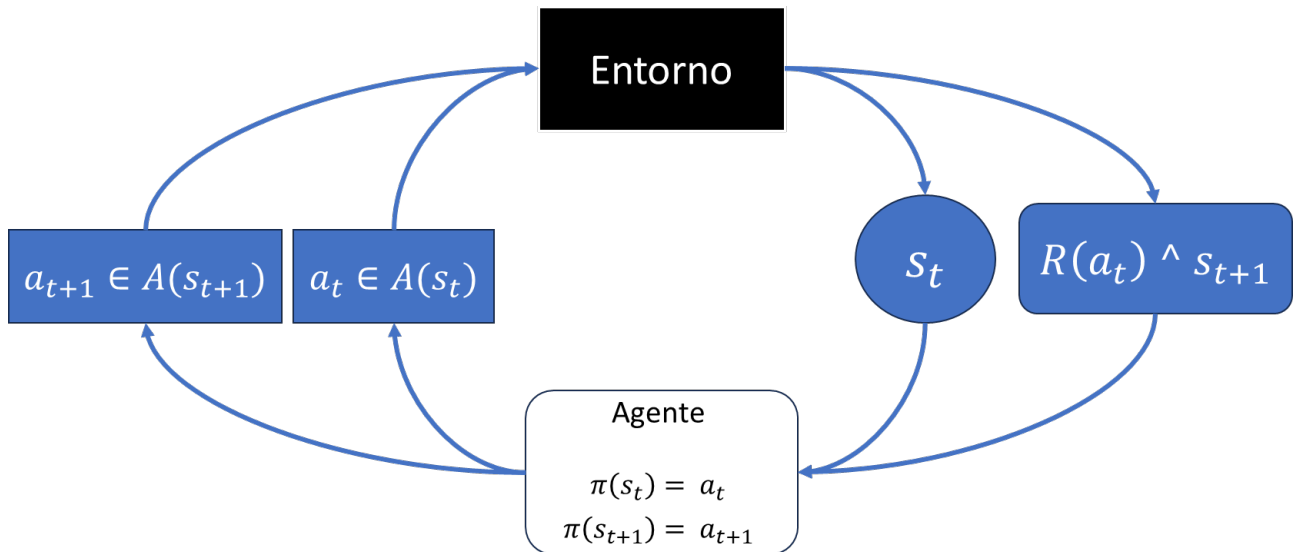 Entorno
a_{t+1} ∈ A(s_{t+1})
a_t ∈ A(s_t)
s_t
R(a_t) ^ s_{t+1}
Agente
π(s_t) = a_t
π(s_{t+1}) = a_{t+1}